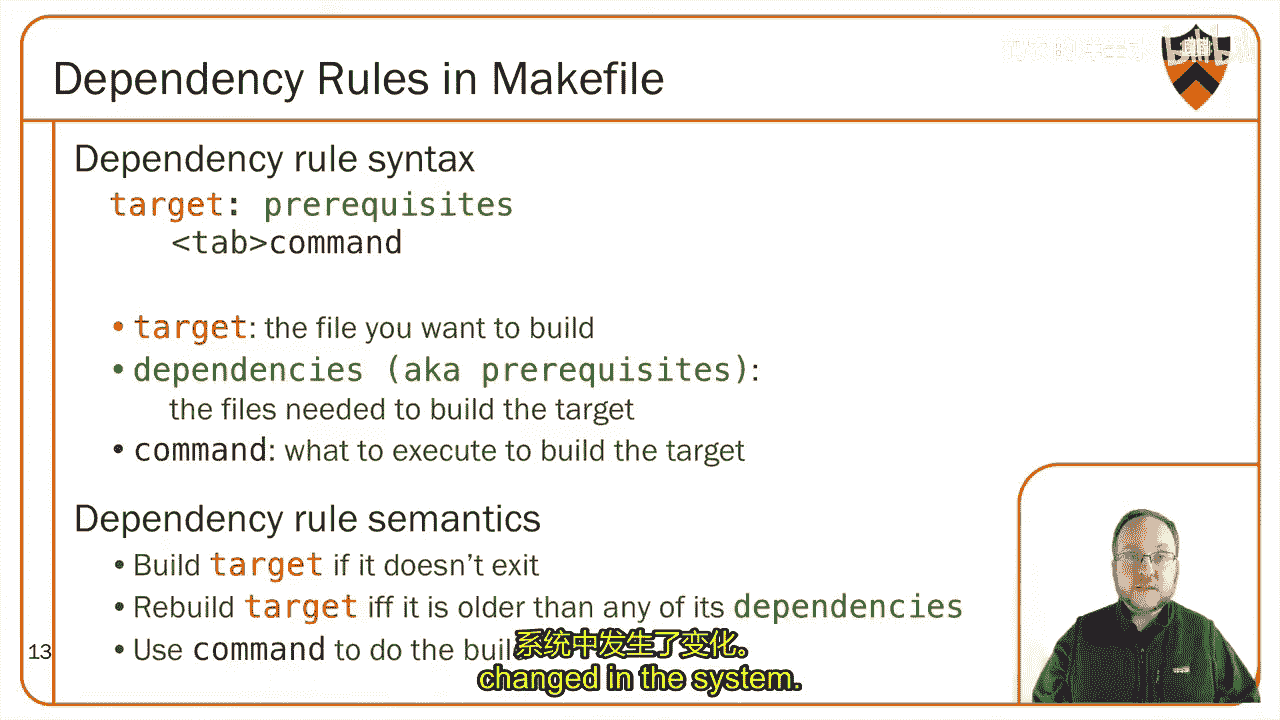 Dependency Rules in Makefile
Dependency rule syntax
target: prerequisites
<tab>command
• target: the file you want to build
• dependencies (aka prerequisites):
the files needed to build the target
• command: what to execute to build the target
Dependency rule semantics
• Build target if it doesn't exit
• Rebuild target iff it is older than any of its dependencies
13
• Use command to do the buil
系统中发生了变化。
changed in the system.